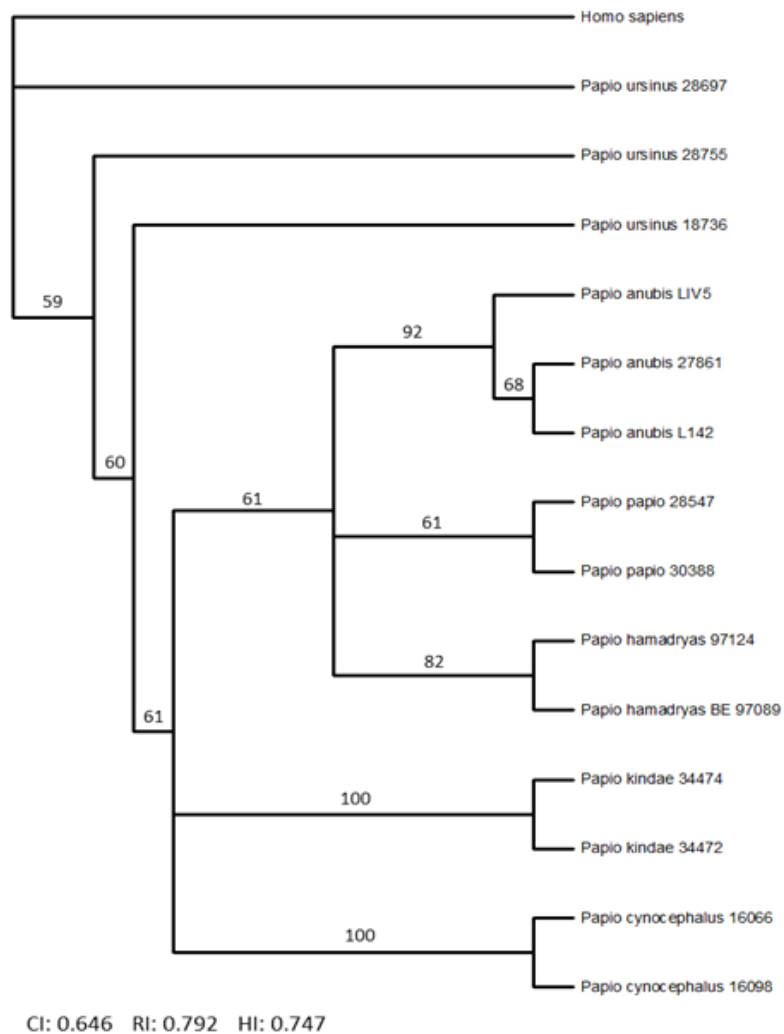 Homo sapiens
Papio ursinus 28697
Papio ursinus 28755
Papio ursinus 18736
59
Papio anubis LIV5
92
Papio anubis 27861
68
Papio anubis L142
60
61
Papio papio 28547
61
Papio papio 30388
Papio hamadryas 97124
82
Papio hamadryas BE 97089
61
Papio kindae 34474
100
Papio kindae 34472
Papio cynocephalus 16066
100
Papio cynocephalus 16098
CI: 0.646 RI: 0.792 HI: 0.747